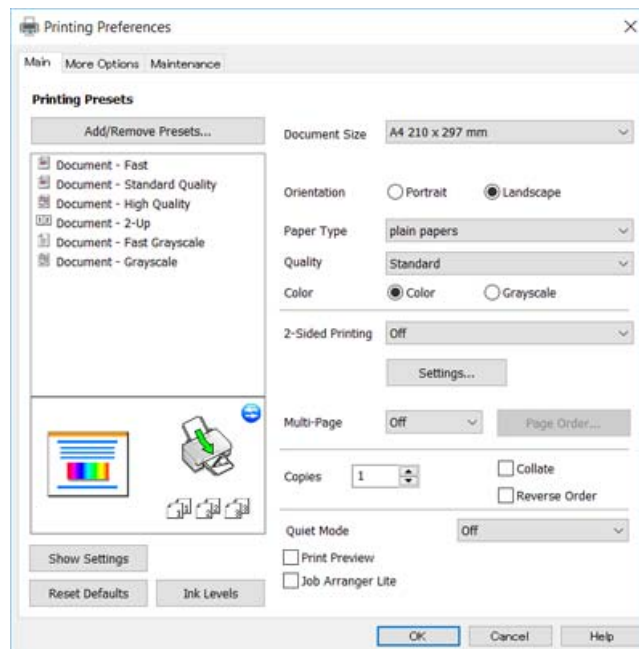 Printing Preferences
Main More Options Maintenance
Printing Presets
Add/Remove Presets...
Document - Fast
Document - Standard Quality
Document - High Quality
Document - 2-Up
Document - Fast Grayscale
Document - Grayscale
Show Settings
Reset Defaults Ink Levels
Document Size A4 210 x 297 mm
Orientation Portrait Landscape
Paper Type plain papers
Quality Standard
Color Color Grayscale
2-Sided Printing Off
Settings...
Multi-Page Off Page Order...
Copies 1 Collate
Reverse Order
Quiet Mode Off
Print Preview
Job Arranger Lite
OK Cancel Help